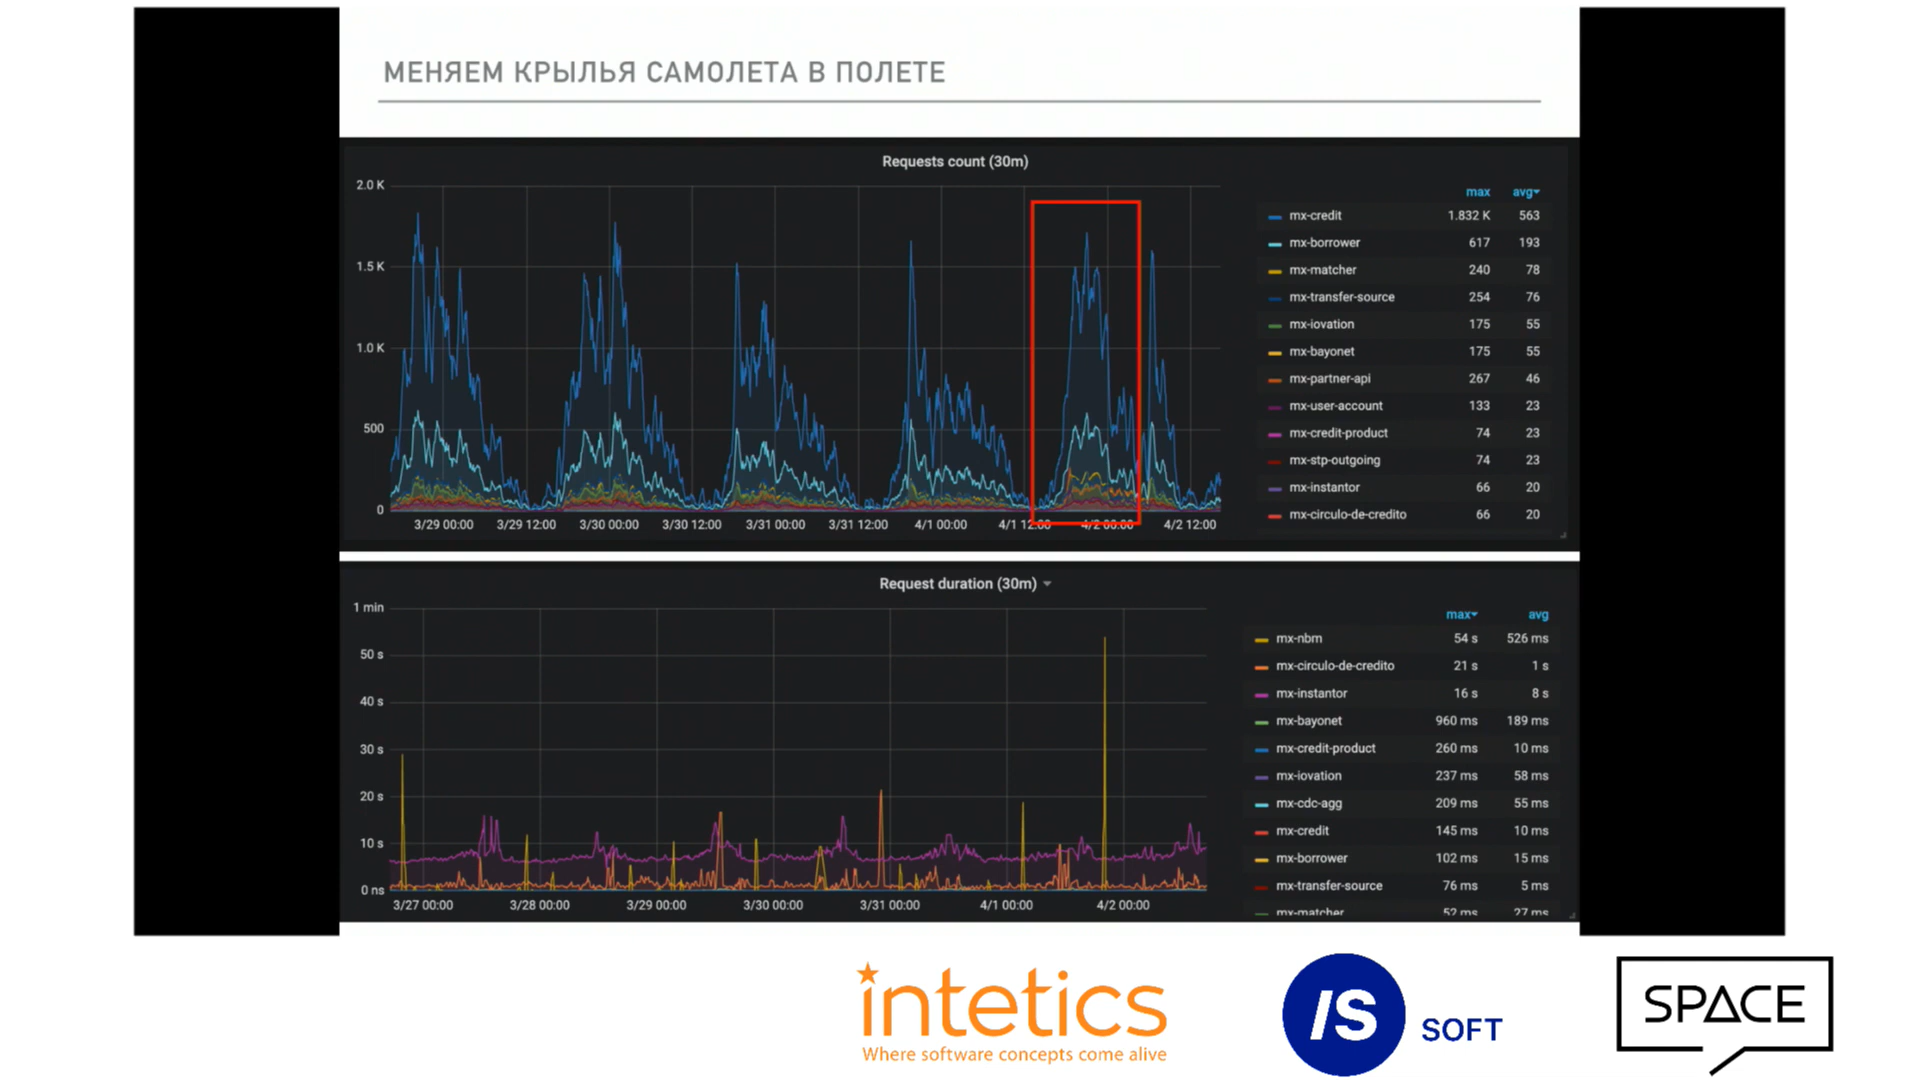 МЕНЯЕМ КРЫЛЬЯ САМОЛЕТА В ПОЛЕТЕ
Requests count (30m)
2.0 K
1.5 K
1.0 K
500
0
3/29 00:00 3/29 12:00 3/30 00:00 3/30 12:00 3/31 00:00 3/31 12:00 4/1 00:00 4/1 12:00 4/2 00:00 4/2 12:00
max avg
mx-credit 1.832 K 563
mx-borrower 617 193
mx-matcher 240 78
mx-transfer-source 254 76
mx-iovation 175 55
mx-bayonet 175 55
mx-partner-api 267 46
mx-user-account 133 23
mx-credit-product 74 23
mx-stp-outgoing 74 23
mx-instantor 66 20
mx-circulo-de-credito 66 20
Request duration (30m)
1 min
50 s
40 s
30 s
20 s
10 s
0 ns
3/27 00:00 3/28 00:00 3/29 00:00 3/30 00:00 3/31 00:00 4/1 00:00 4/2 00:00
max avg
mx-nbm 54 s 526 ms
mx-circulo-de-credito 21 s 1 s
mx-instantor 16 s 8 s
mx-bayonet 960 ms 189 ms
mx-credit-product 260 ms 10 ms
mx-iovation 237 ms 58 ms
mx-cdc-agg 209 ms 55 ms
mx-credit 145 ms 10 ms
mx-borrower 102 ms 15 ms
mx-transfer-source 76 ms 5 ms
mx-matcher 52 ms 27 ms
intetics
Where software concepts come alive
/S SOFT
SPACE